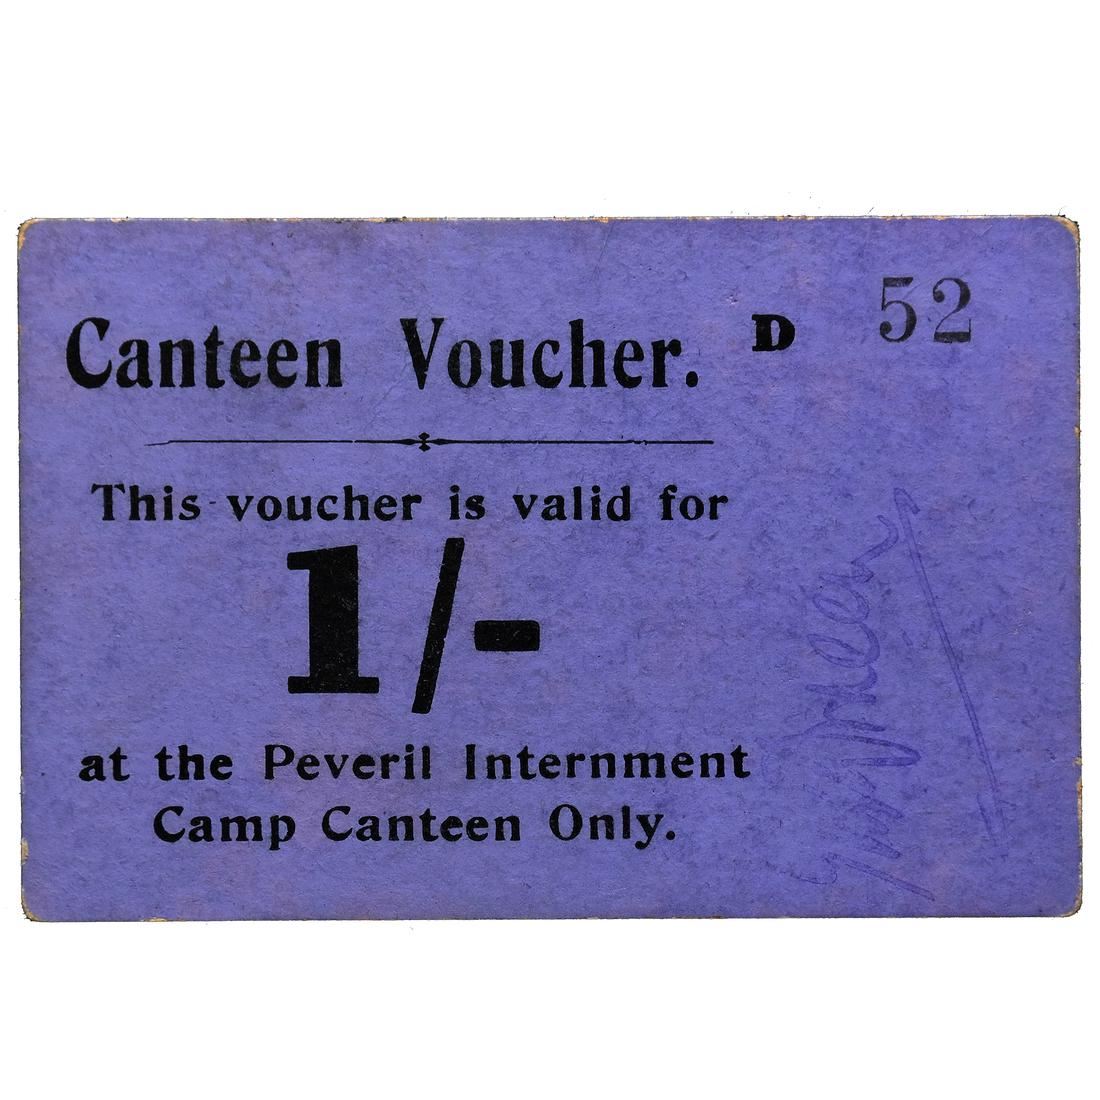 Canteen Voucher. D 52
This voucher is valid for
1/-
at the Peveril Internment
Camp Canteen Only.